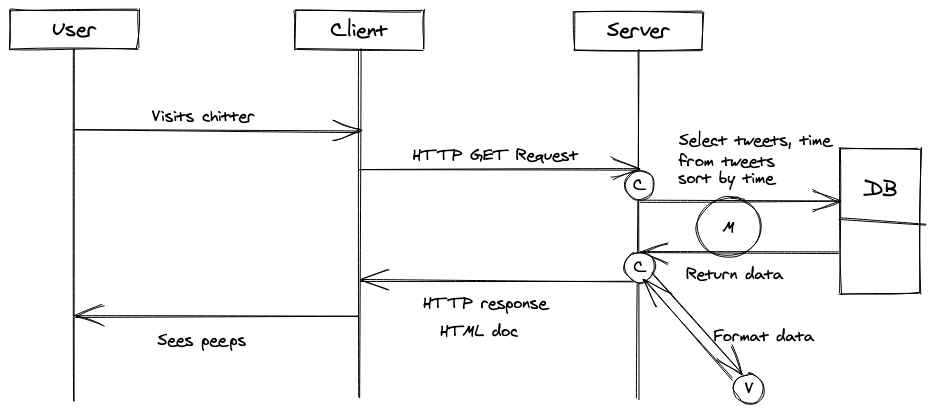 User
Client
Server
Visits chitter
HTTP GET Request
Select tweets, time
from tweets
sort by time
C
DB
M
C
Return data
HTTP response
HTML doc
Sees peeps
Format data
V